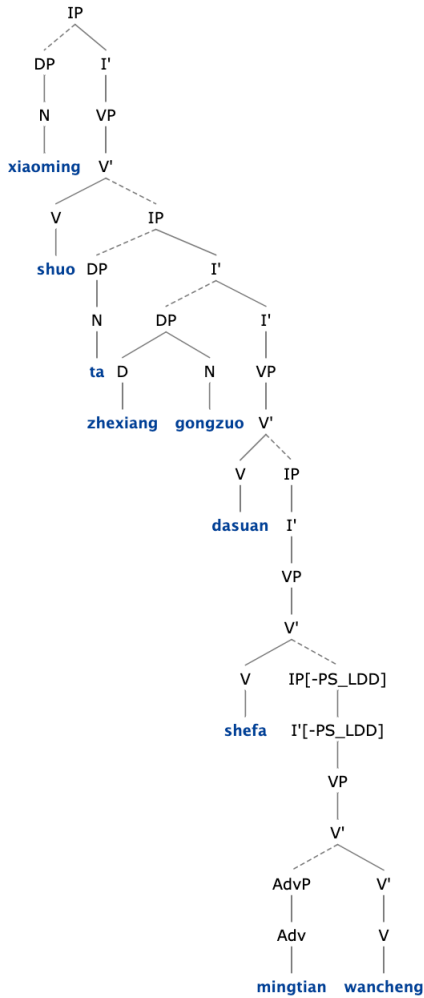 IP
DP I'
N VP
xiaoming V'
V IP
shuo DP I'
N DP I'
ta D N VP
zhexiang gongzuo V'
V IP
dasuan I'
VP
V'
V IP[-PS_LDD]
shefa I'[-PS_LDD]
VP
V'
AdvP V'
Adv V
mingtian wancheng